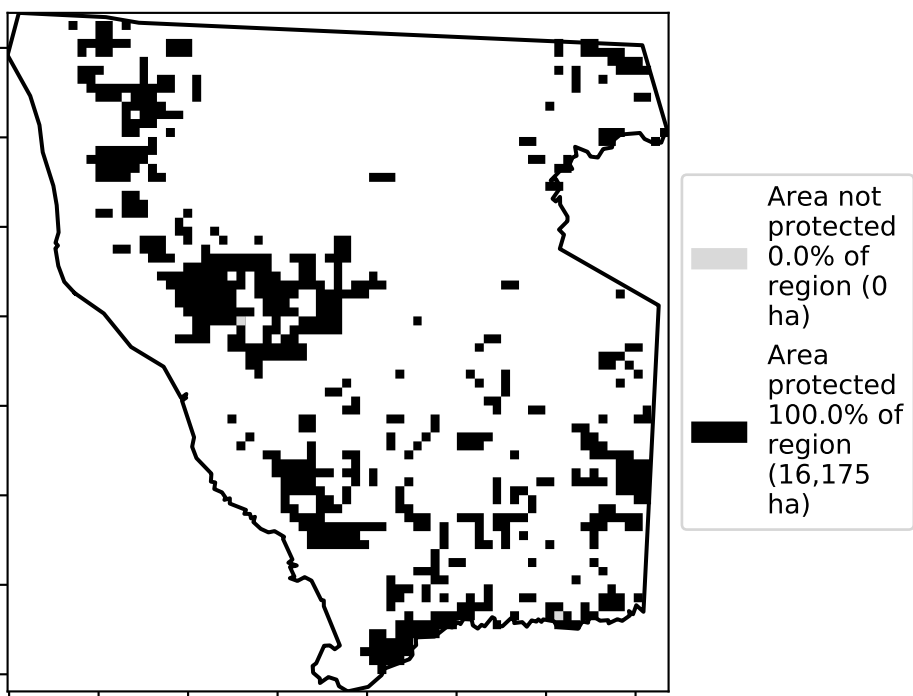 Area not
protected
0.0% of
region (0
ha)
Area
protected
100.0% of
region
(16,175
ha)